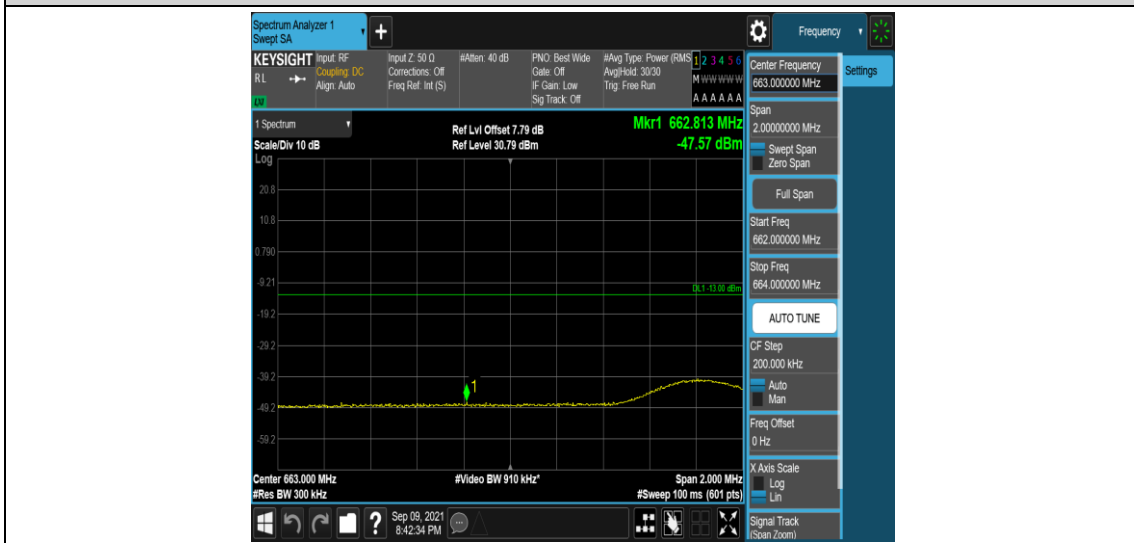 Spectrum Analyzer 1
Swept SA
+
Frequency
KEYSIGHT
RL
LXI
Input: RF
Coupling: DC
Align: Auto
Input Z: 50 Ω
Corrections: Off
Freq Ref: Int (S)
#Atten: 40 dB
PNO: Best Wide
Gate: Off
IF Gain: Low
Sig Track: Off
#Avg Type: Power (RMS
Avg|Hold: 30/30
Trig: Free Run
1 2 3 4 5 6
M W W W W W
A A A A A A
1 Spectrum
Scale/Div 10 dB
Ref Lvl Offset 7.79 dB
Ref Level 30.79 dBm
Mkr1 662.813 MHz
-47.57 dBm
Log
20.8
10.8
0.790
-9.21
-19.2
-29.2
-39.2
-49.2
-59.2
DL1 -13.00 dBm
1
Center 663.000 MHz
#Res BW 300 kHz
#Video BW 910 kHz*
Span 2.000 MHz
#Sweep 100 ms (601 pts)
?
Sep 09, 2021
8:42:34 PM
Center Frequency
663.000000 MHz
Settings
Span
2.00000000 MHz
Swept Span
Zero Span
Full Span
Start Freq
662.000000 MHz
Stop Freq
664.000000 MHz
AUTO TUNE
CF Step
200.000 kHz
Auto
Man
Freq Offset
0 Hz
X Axis Scale
Log
Lin
Signal Track
(Span Zoom)